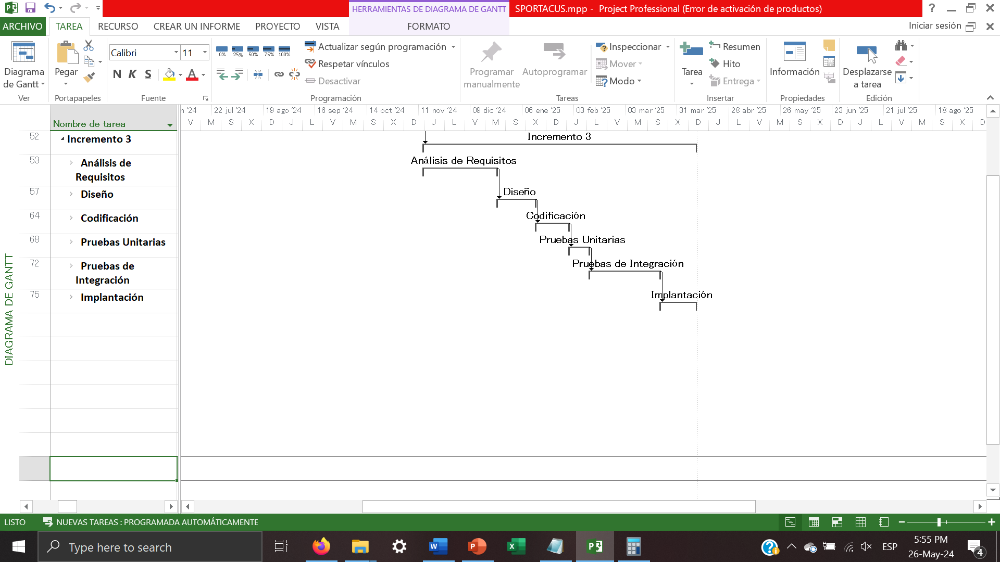 HERRAMIENTAS DE DIAGRAMA DE GANTT
SPORTACUS.mpp - Project Professional (Error de activación de productos)
?
ARCHIVO TAREA RECURSO CREAR UN INFORME PROYECTO VISTA FORMATO
Iniciar sesión
Diagrama de Gantt
Ver
Pegar
Portapapeles
Calibri 11
N K S A
Fuente
0% 25% 50% 75% 100%
Actualizar según programación
Respetar vínculos
Desactivar
Programación
Programar manualmente
Autoprogramar
Inspeccionar
Mover
Modo
Tareas
Tarea
Resumen
Hito
Entrega
Insertar
Información
Propiedades
Desplazarse a tarea
Edición
Nombre de tarea
n '24 22 jul '24 19 ago '24 16 sep '24 14 oct '24 11 nov '24 09 dic '24 06 ene '25 03 feb '25 03 mar '25 31 mar '25 28 abr '25 26 may '25 23 jun '25 21 jul '25 18 ago '25
V M S X D J L V M S X D J L V M S X D J L V M S X D J L V M S X D J L V M S X D
52 Incremento 3
53 Análisis de Requisitos
57 Diseño
64 Codificación
68 Pruebas Unitarias
72 Pruebas de Integración
75 Implantación
Incremento 3
Análisis de Requisitos
Diseño
Codificación
Pruebas Unitarias
Pruebas de Integración
Implantación
DIAGRAMA DE GANTT
LISTO NUEVAS TAREAS : PROGRAMADA AUTOMÁTICAMENTE
Type here to search
ESP
5:55 PM
26-May-24
4